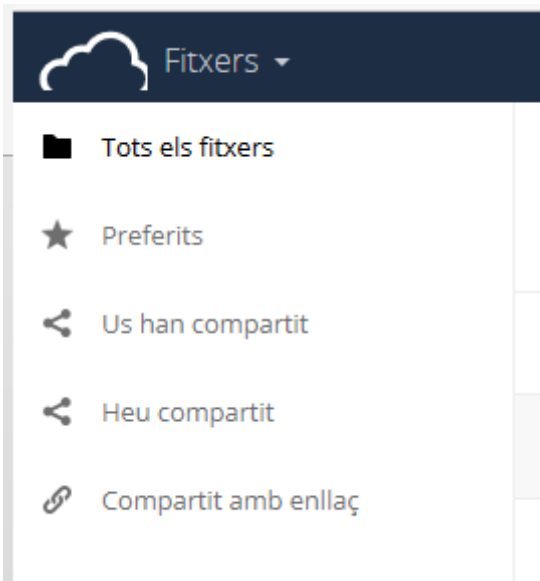 Fitxers
Tots els fitxers
Preferits
Us han compartit
Heu compartit
Compartit amb enllaç